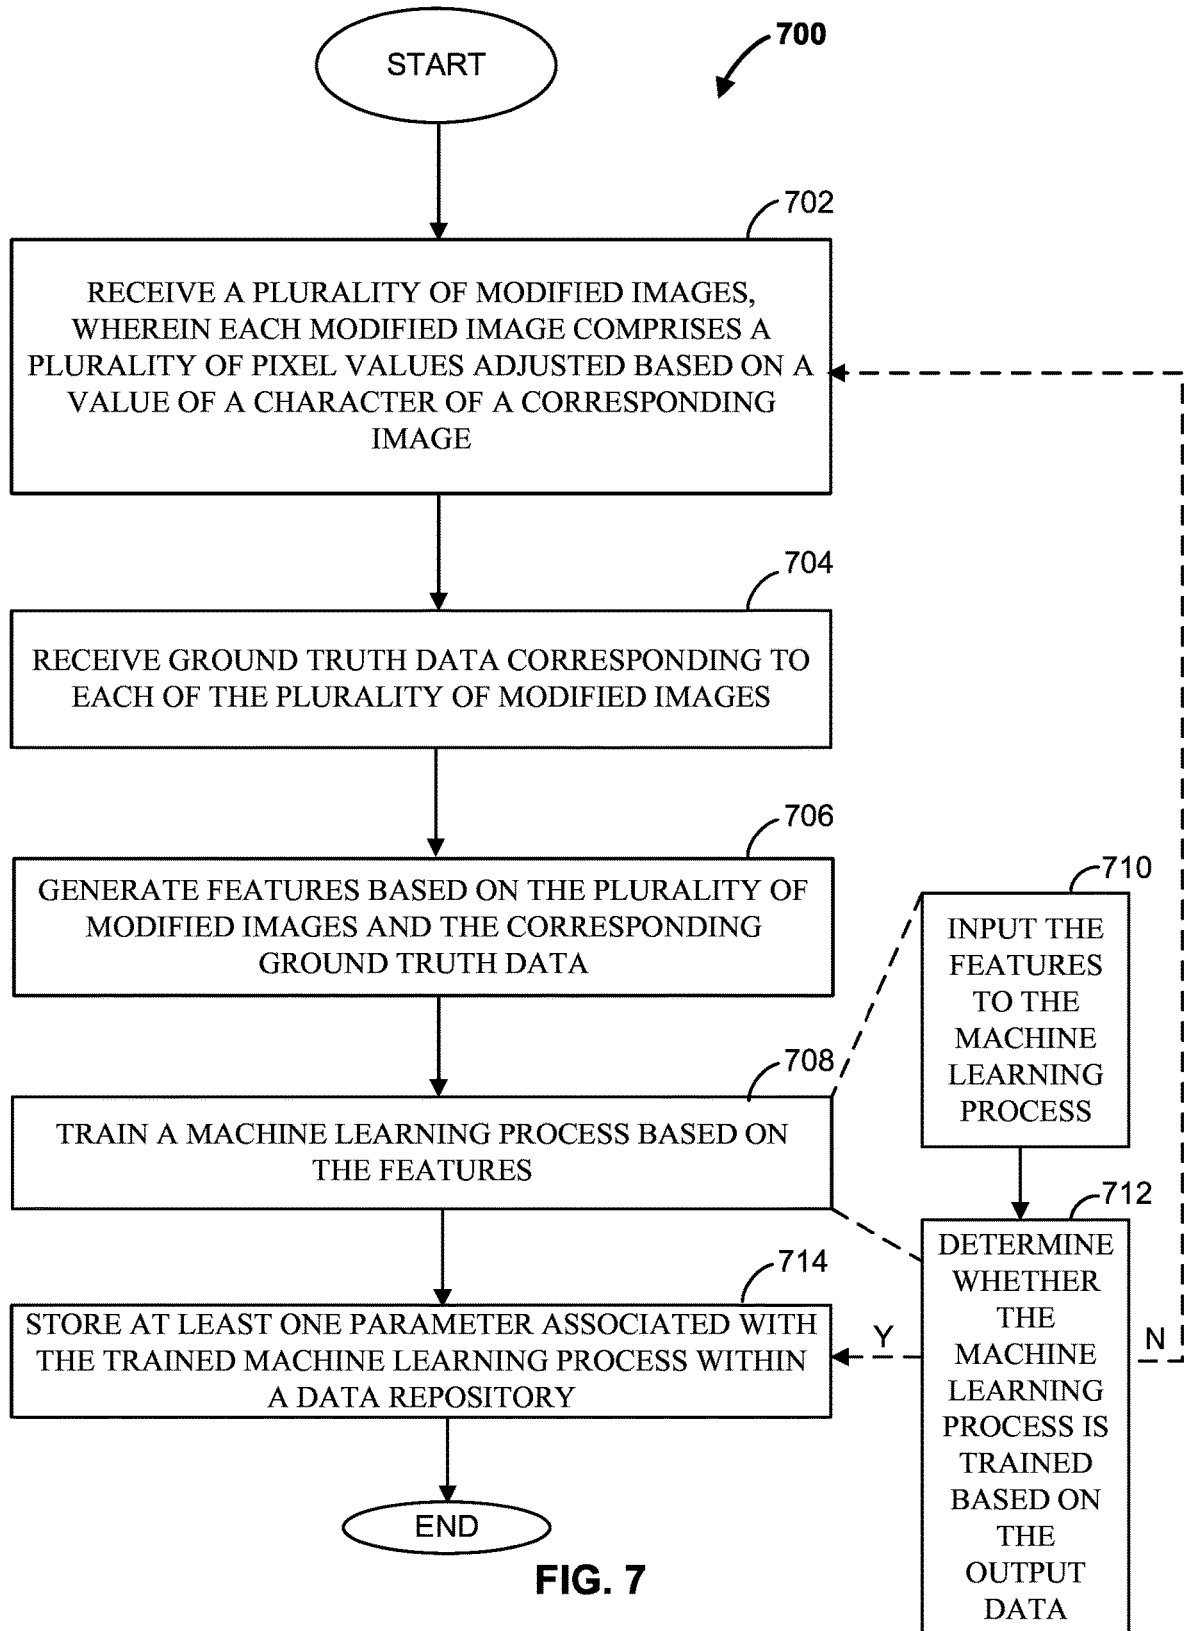 START
700
702
RECEIVE A PLURALITY OF MODIFIED IMAGES,
WHEREIN EACH MODIFIED IMAGE COMPRISES A
PLURALITY OF PIXEL VALUES ADJUSTED BASED ON A
VALUE OF A CHARACTER OF A CORRESPONDING
IMAGE
704
RECEIVE GROUND TRUTH DATA CORRESPONDING TO
EACH OF THE PLURALITY OF MODIFIED IMAGES
706
GENERATE FEATURES BASED ON THE PLURALITY OF
MODIFIED IMAGES AND THE CORRESPONDING
GROUND TRUTH DATA
708
TRAIN A MACHINE LEARNING PROCESS BASED ON
THE FEATURES
710
INPUT THE
FEATURES
TO THE
MACHINE
LEARNING
PROCESS
712
DETERMINE
WHETHER
THE
MACHINE
LEARNING
PROCESS IS
TRAINED
BASED ON
THE
OUTPUT
DATA
Y
N
714
STORE AT LEAST ONE PARAMETER ASSOCIATED WITH
THE TRAINED MACHINE LEARNING PROCESS WITHIN
A DATA REPOSITORY
END
FIG. 7